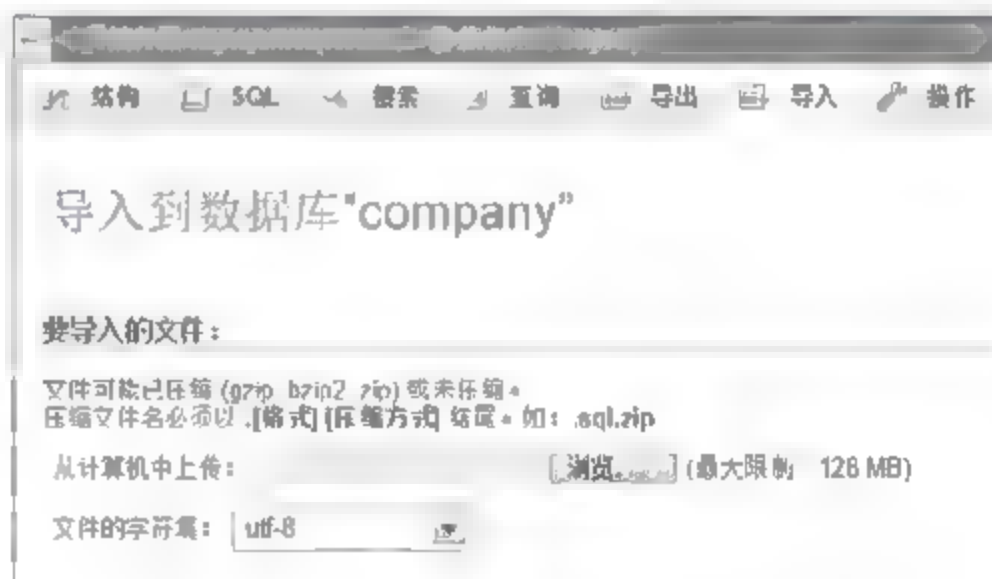 结构 SQL 搜索 查询 导出 导入 操作
导入到数据库"company”
要导入的文件：
文件可能已压缩 (gzip, bzip2, zip) 或未压缩。
压缩文件名必须以 .[格式].[压缩方式] 结尾。如：.sql.zip
从计算机中上传： 浏览... (最大限制：128 MB)
文件的字符集： utf-8